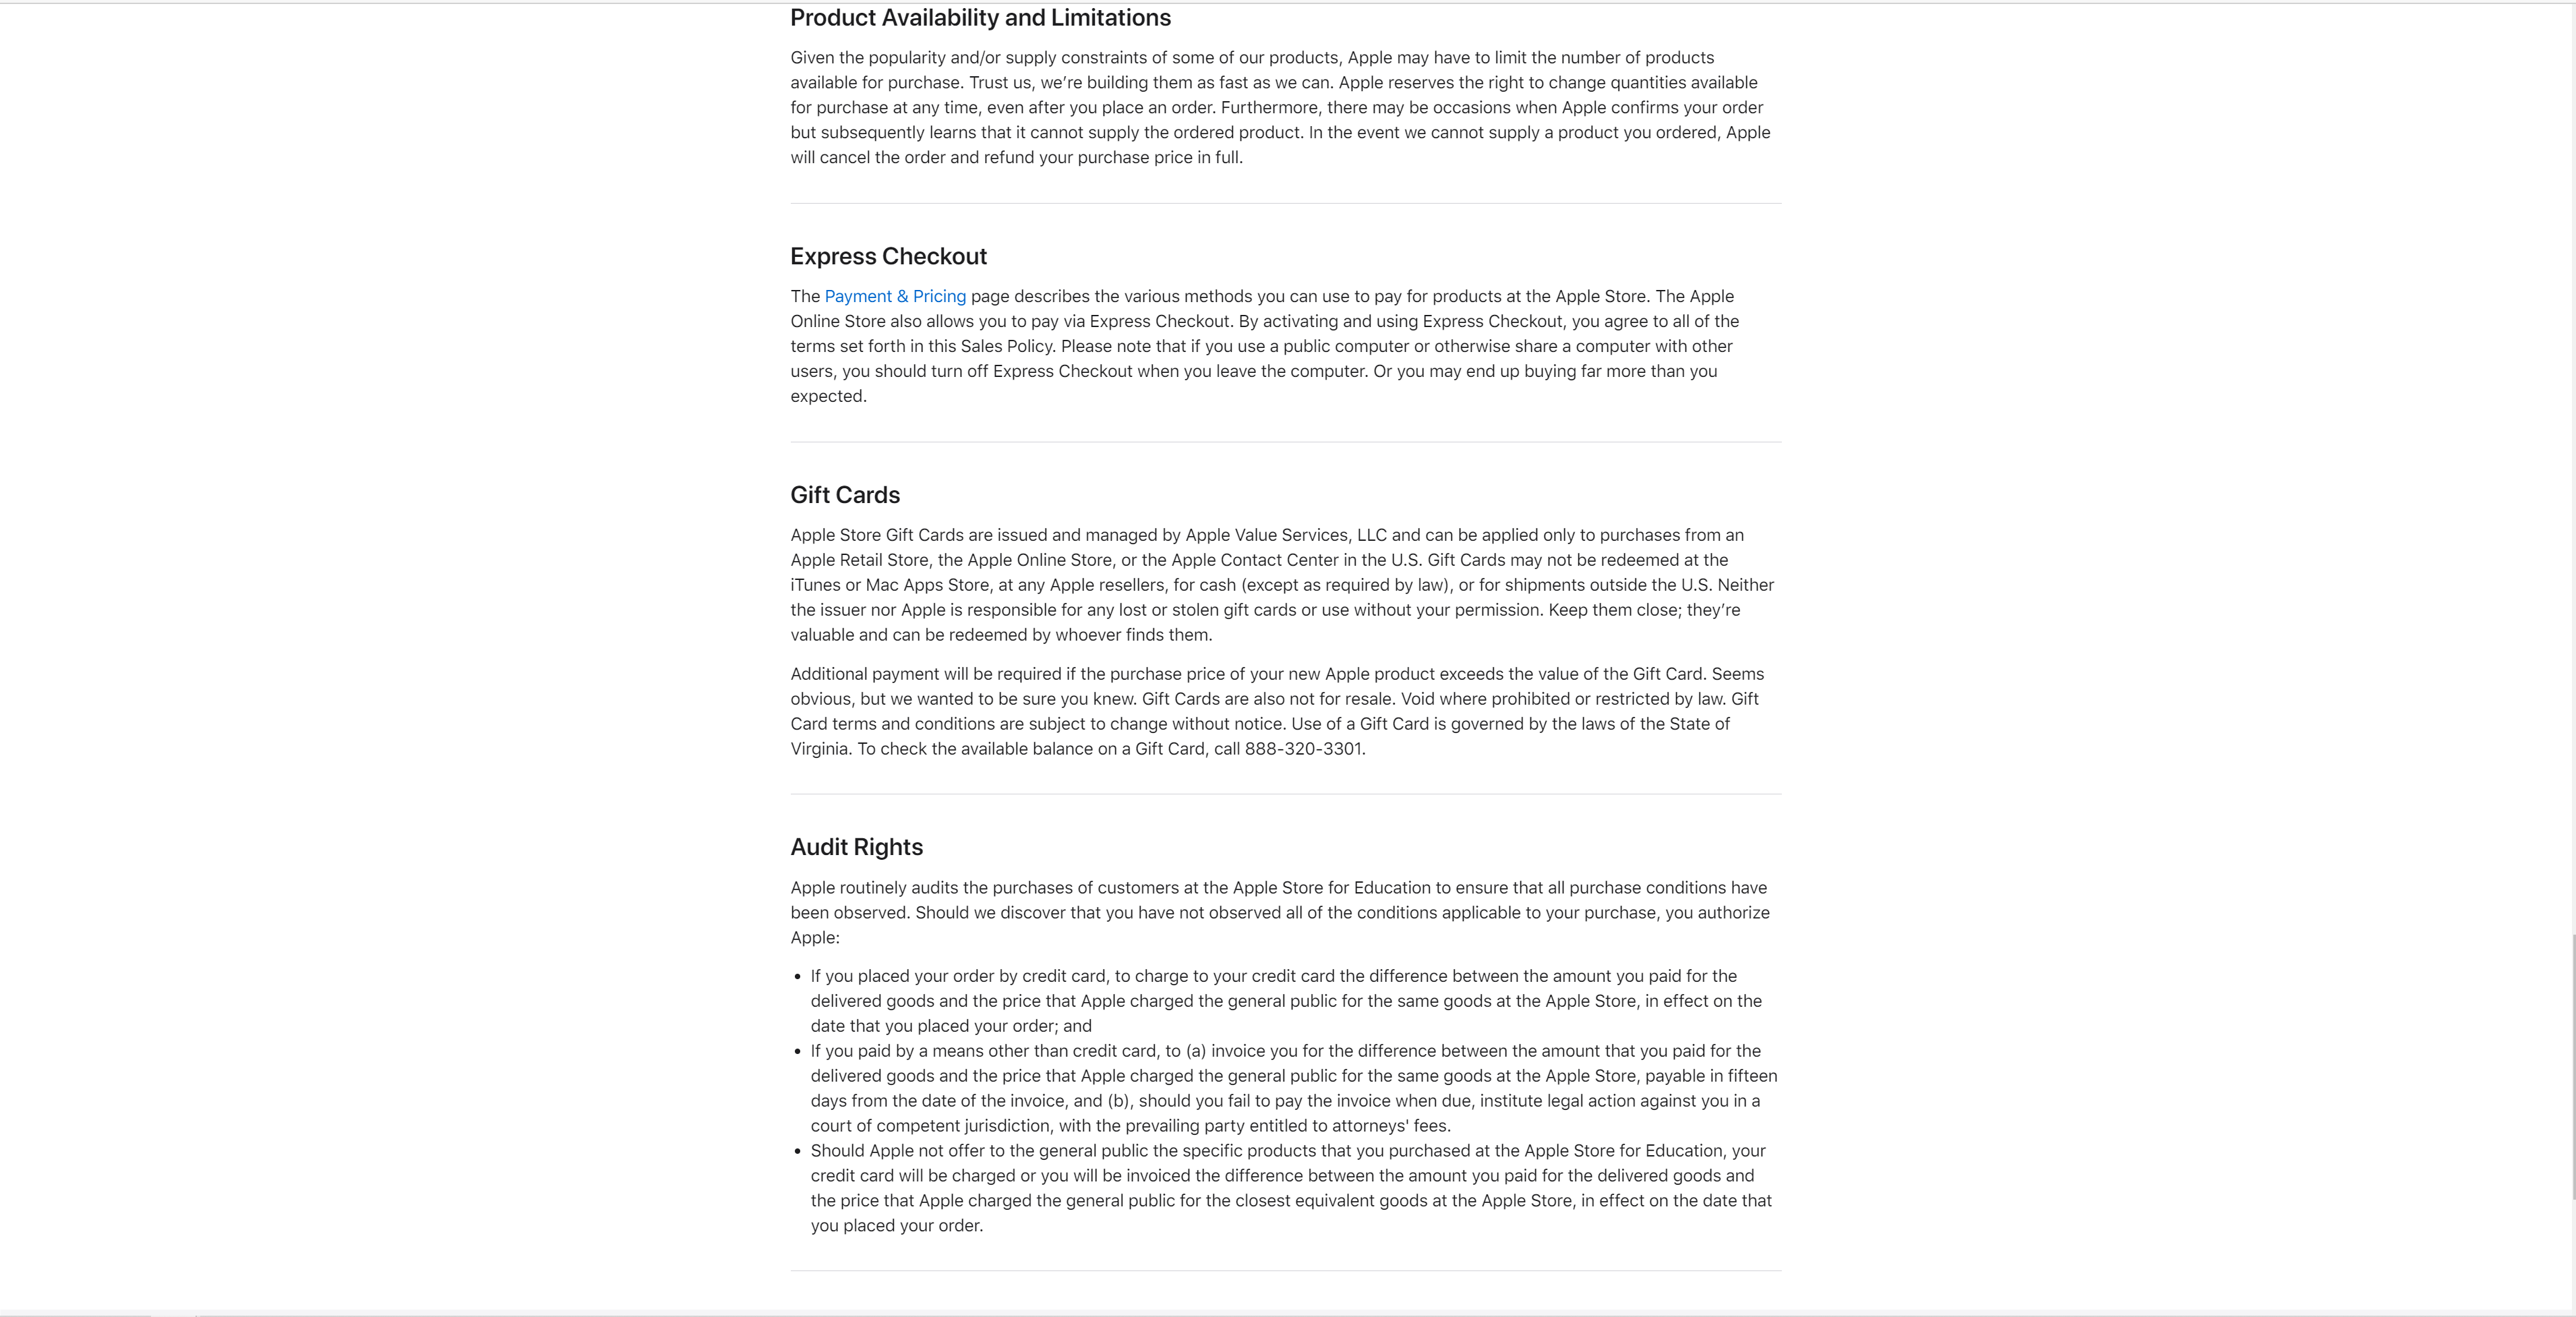 Product Availability and Limitations
Given the popularity and/or supply constraints of some of our products, Apple may have to limit the number of products
available for purchase. Trust us, we’re building them as fast as we can. Apple reserves the right to change quantities available
for purchase at any time, even after you place an order. Furthermore, there may be occasions when Apple confirms your order
but subsequently learns that it cannot supply the ordered product. In the event we cannot supply a product you ordered, Apple
will cancel the order and refund your purchase price in full.
Express Checkout
The Payment & Pricing page describes the various methods you can use to pay for products at the Apple Store. The Apple
Online Store also allows you to pay via Express Checkout. By activating and using Express Checkout, you agree to all of the
terms set forth in this Sales Policy. Please note that if you use a public computer or otherwise share a computer with other
users, you should turn off Express Checkout when you leave the computer. Or you may end up buying far more than you
expected.
Gift Cards
Apple Store Gift Cards are issued and managed by Apple Value Services, LLC and can be applied only to purchases from an
Apple Retail Store, the Apple Online Store, or the Apple Contact Center in the U.S. Gift Cards may not be redeemed at the
iTunes or Mac Apps Store, at any Apple resellers, for cash (except as required by law), or for shipments outside the U.S. Neither
the issuer nor Apple is responsible for any lost or stolen gift cards or use without your permission. Keep them close; they’re
valuable and can be redeemed by whoever finds them.
Additional payment will be required if the purchase price of your new Apple product exceeds the value of the Gift Card. Seems
obvious, but we wanted to be sure you knew. Gift Cards are also not for resale. Void where prohibited or restricted by law. Gift
Card terms and conditions are subject to change without notice. Use of a Gift Card is governed by the laws of the State of
Virginia. To check the available balance on a Gift Card, call 888-320-3301.
Audit Rights
Apple routinely audits the purchases of customers at the Apple Store for Education to ensure that all purchase conditions have
been observed. Should we discover that you have not observed all of the conditions applicable to your purchase, you authorize
Apple:
• If you placed your order by credit card, to charge to your credit card the difference between the amount you paid for the
delivered goods and the price that Apple charged the general public for the same goods at the Apple Store, in effect on the
date that you placed your order; and
• If you paid by a means other than credit card, to (a) invoice you for the difference between the amount that you paid for the
delivered goods and the price that Apple charged the general public for the same goods at the Apple Store, payable in fifteen
days from the date of the invoice, and (b), should you fail to pay the invoice when due, institute legal action against you in a
court of competent jurisdiction, with the prevailing party entitled to attorneys' fees.
• Should Apple not offer to the general public the specific products that you purchased at the Apple Store for Education, your
credit card will be charged or you will be invoiced the difference between the amount you paid for the delivered goods and
the price that Apple charged the general public for the closest equivalent goods at the Apple Store, in effect on the date that
you placed your order.